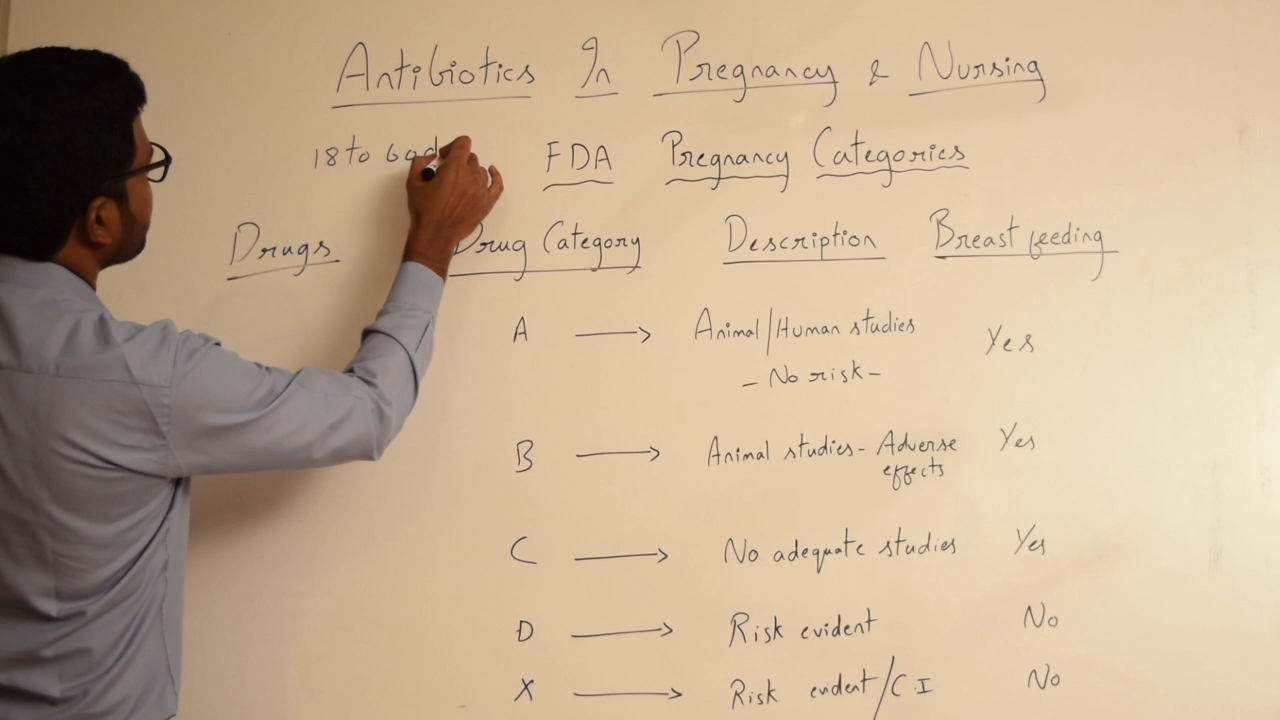 Antibiotics In Pregnancy & Nursing
18 to 60d
FDA Pregnancy Categories
Drugs Drug Category Description Breast feeding
A → Animal/Human studies Yes
- No risk -
B → Animal studies - Adverse effects Yes
C → No adequate studies Yes
D → Risk evident No
X → Risk evident/C.I No